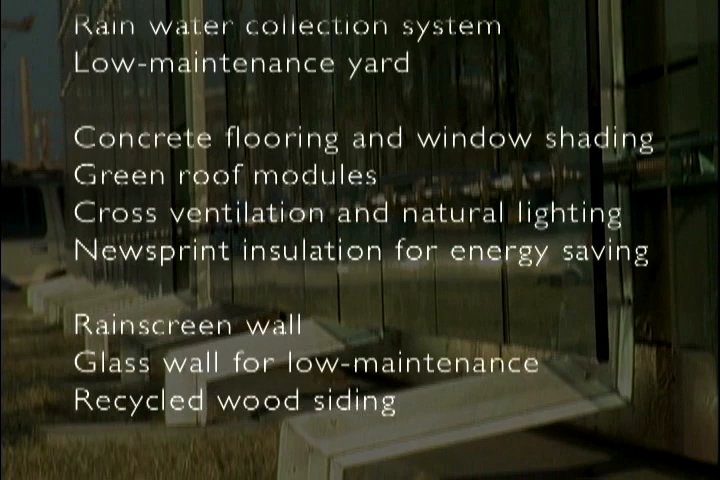 Rain water collection system
Low-maintenance yard
Concrete flooring and window shading
Green roof modules
Cross ventilation and natural lighting
Newsprint insulation for energy saving
Rainscreen wall
Glass wall for low-maintenance
Recycled wood siding